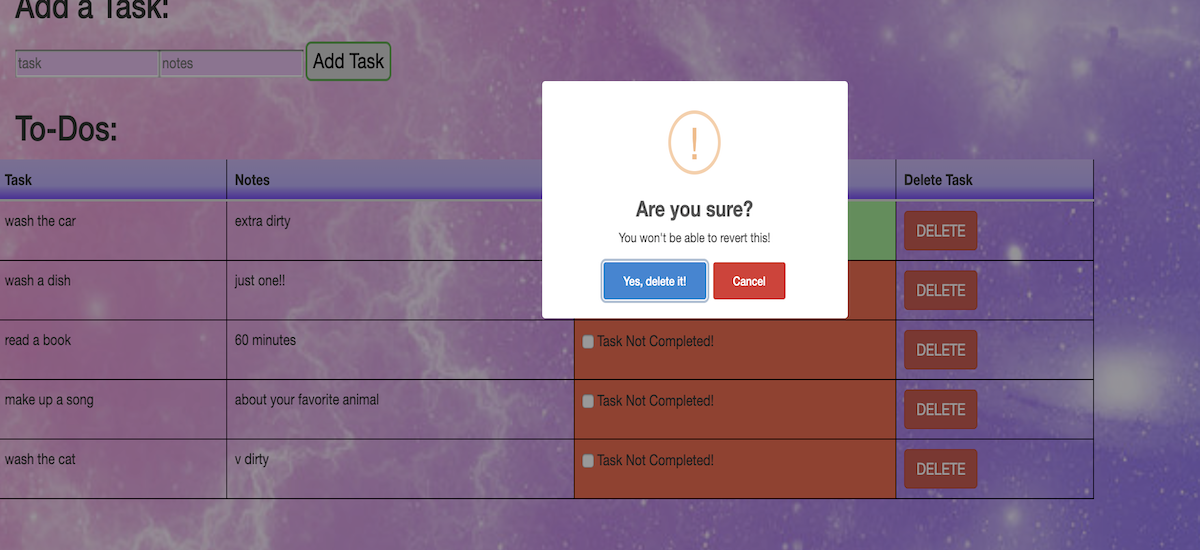 Add a Task:
task notes Add Task
To-Dos:
Task Notes Delete Task
wash the car extra dirty DELETE
wash a dish just one!! DELETE
read a book 60 minutes Task Not Completed! DELETE
make up a song about your favorite animal Task Not Completed! DELETE
wash the cat v dirty Task Not Completed! DELETE
!
Are you sure?
You won't be able to revert this!
Yes, delete it! Cancel